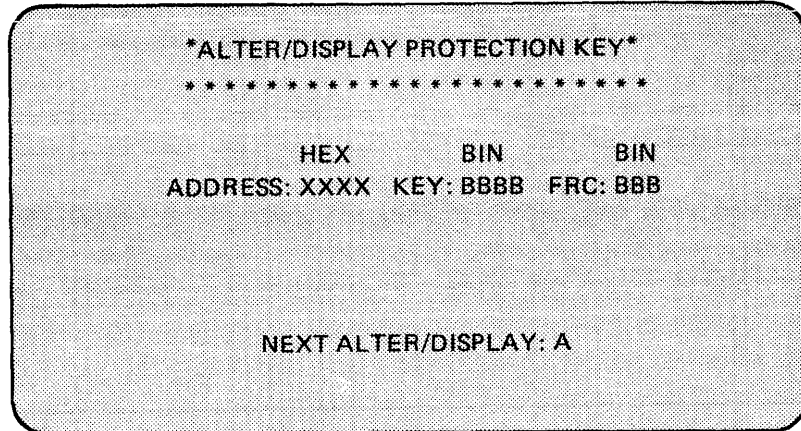 *ALTER/DISPLAY PROTECTION KEY*
* * * * * * * * * * * * * * * * * * * * * * *
HEX BIN BIN
ADDRESS: XXXX KEY: BBBB FRC: BBB
NEXT ALTER/DISPLAY: A